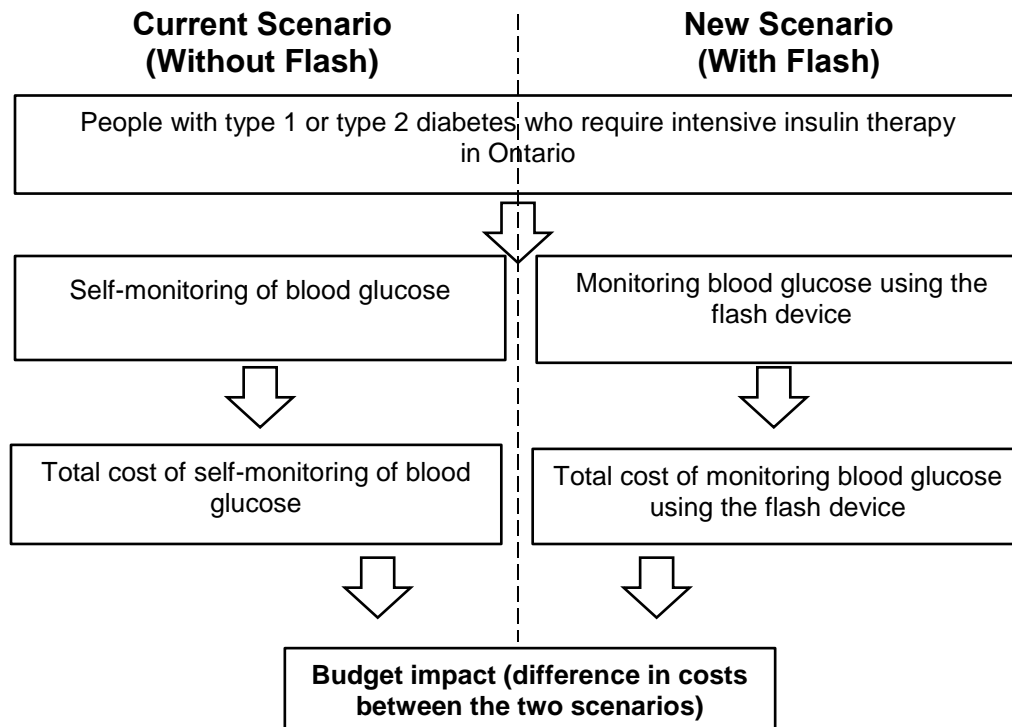 Current Scenario
(Without Flash)
New Scenario
(With Flash)
People with type 1 or type 2 diabetes who require intensive insulin therapy
in Ontario
Self-monitoring of blood glucose
Monitoring blood glucose using the
flash device
Total cost of self-monitoring of blood
glucose
Total cost of monitoring blood glucose
using the flash device
Budget impact (difference in costs
between the two scenarios)